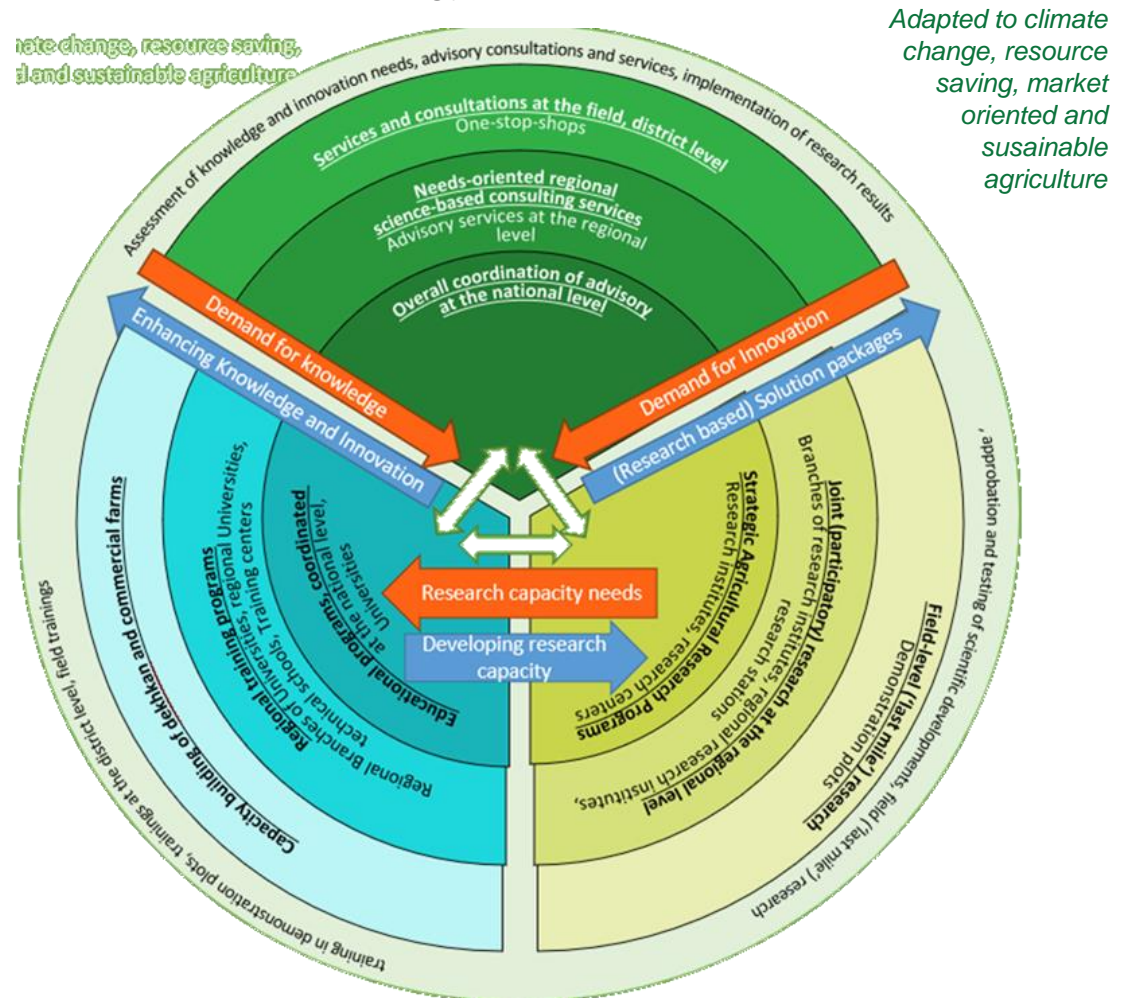 Adapted to climate
change, resource
saving, market
oriented and
susainable
agriculture
nate change, resource saving,
d and sustainable agriculture
Assessment of knowledge and innovation needs, advisory consultations and services, implementation of research results
Services and consultations at the field, district level
One-stop-shops
Needs-oriented regional
science-based consulting services
Advisory services at the regional
level
Overall coordination of advisory
at the national level
Demand for knowledge
Enhancing Knowledge and Innovation
Demand for Innovation
(Research based) Solution packages
Research capacity needs
Developing research
capacity
Educational programs, coordinated
at the national level,
Universities
Regional training programs
Regional Branches of Universities, regional Universities,
technical schools, Training centers
Capacity building of dekhkan and commercial farms
training in demonstration plots, trainings at the district level, field trainings
Strategic Agricultural Research Programs
Research institutes, research centers
Joint (participatory) research at the regional level
Branches of research institutes, regional research institutes,
research stations
Field-level ('last mile') research
Demonstration plots
, approbation and testing of scientific developments, field ('last mile') research